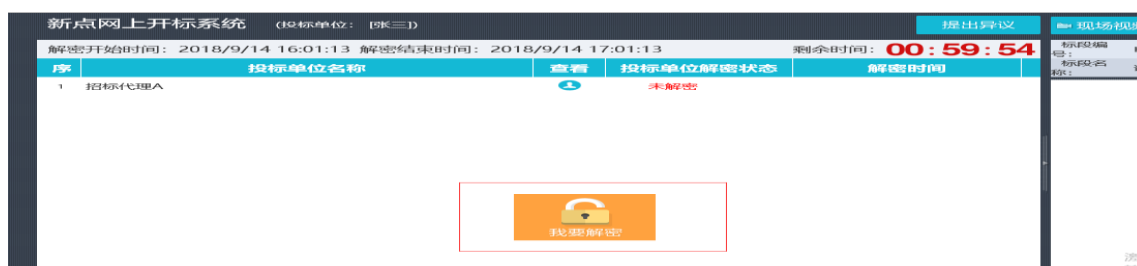 新点网上开标系统 (投标单位: [张三])
提出异议
现场视
解密开始时间: 2018/9/14 16:01:13 解密结束时间: 2018/9/14 17:01:13
剩余时间: 00:59:54
标段编号:
标段名称:
序 投标单位名称 查看 投标单位解密状态 解密时间
1 招标代理A 未解密
我要解密